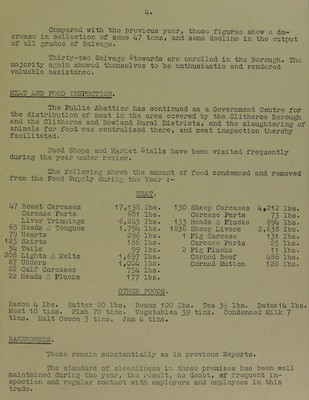 4.
Compared with the previous year, these figures show a de-
crease in collection of some 47 tons, and some decline in the output
of all grades of Salvage.
Thirty-two Salvage Stewards are enrolled in the Borough. The
majority again showed themselves to be enthusiastic and rendered
valuable assistance.
MEAT AND FOOD INSPECTION.
The Public Abattoir has continued as a Government Centre for
the distribution of meat in the area covered by the Clitheroe Borough
and the Clitheroe and Bowland Rural Districts, and the slaughtering of
animals for food was centralised there, and meat inspection thereby
facilitated.
Food Shops and Market Stalls have been visited frequently
during the year under review.
The following shows the amount of food condemned and removed
from the Food Supply during the Year :-
MEAT.
47 Beast Carcases 17,138 lbs. 130 Sheep Carcases 4,212 lbs.
Carcase Parts 681 lbs. Carcase Parts 73 lbs.
Liver Trimmings 6,243 lbs. 133 Heads & Plucks 894 lbs.
65 Heads & Tongues 1,794 lbs. 1836 Sheep Livers 2,638 lbs.
72 Hearts 296 lbs. 1 Pig Carcase 131 lbs.
123 Skirts 186 lbs. Carcase Parts 25 lbs.
54 Tails 99 lbs. 2 Pig Plucks 11 lbs.
208 Lights & Melts 1,697 lbs. Corned Beef 486 lbs.
87 Udders 1,004 lbs. Corned Mutton 120 lbs.
22 Calf Carcases 754 lbs.
22 Heads & Plucks 177 lbs.
OTHER FOODS.
Bacon 4 lbs. Butter 20 lbs. Beans 100 lbs. Tea 3½ lbs. Dates 14 lbs.
Meat 10 tins. Fish 70 tins. Vegetables 39 tins. Condensed Milk 7
tins. Malt Cocoa 3 tins. Jam 4 tins.
BAKEHOUSES.
These remain substantially as in previous Reports.
The standard of cleanliness in these premises has been well
maintained during the year, the result, no doubt, of frequent in-
spection and regular contact with employers and employees in this
trade.